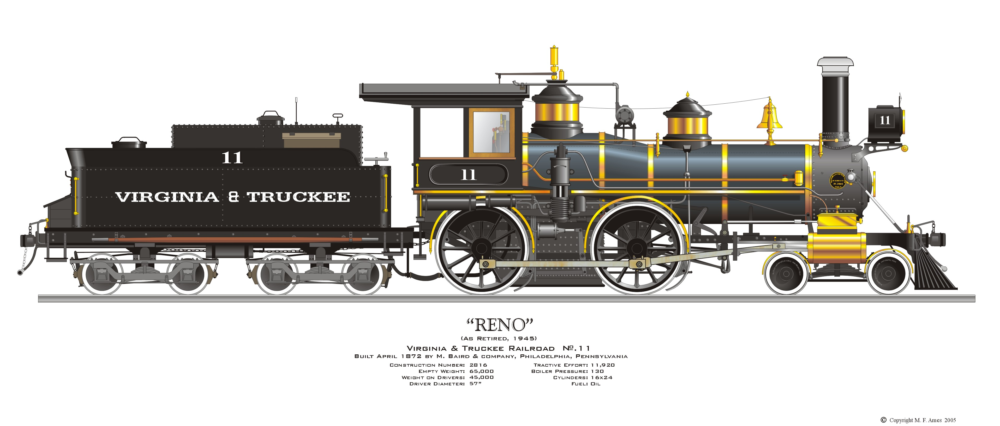 11
11
11
VIRGINIA & TRUCKEE
"RENO"
(As Retired, 1945)
Virginia & Truckee Railroad Nº.11
Built April 1872 by M. Baird & company, Philadelphia, Pennsylvania
Construction Number: 2816
Empty Weight: 65,000
Weight on Drivers: 45,000
Driver Diameter: 57"
Tractive Effort: 11,920
Boiler Pressure: 130
Cylinders: 16x24
Fuel: Oil
© Copyright M. F. Ames 2005